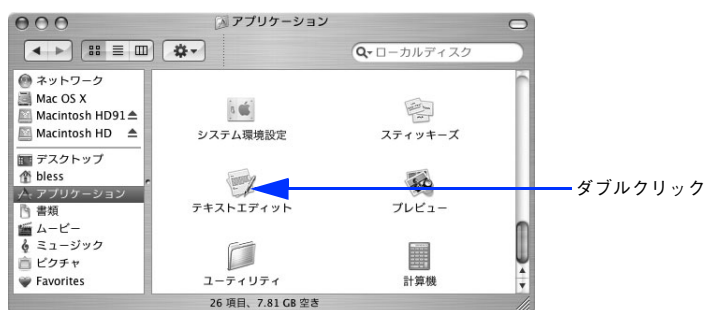 アプリケーション
ローカルディスク
ネットワーク
Mac OS X
Macintosh HD91
Macintosh HD
デスクトップ
bless
アプリケーション
書類
ムービー
ミュージック
ピクチャ
Favorites
システム環境設定
スティッキーズ
テキストエディット
プレビュー
ユーティリティ
計算機
26 項目、7.81 GB 空き
ダブルクリック